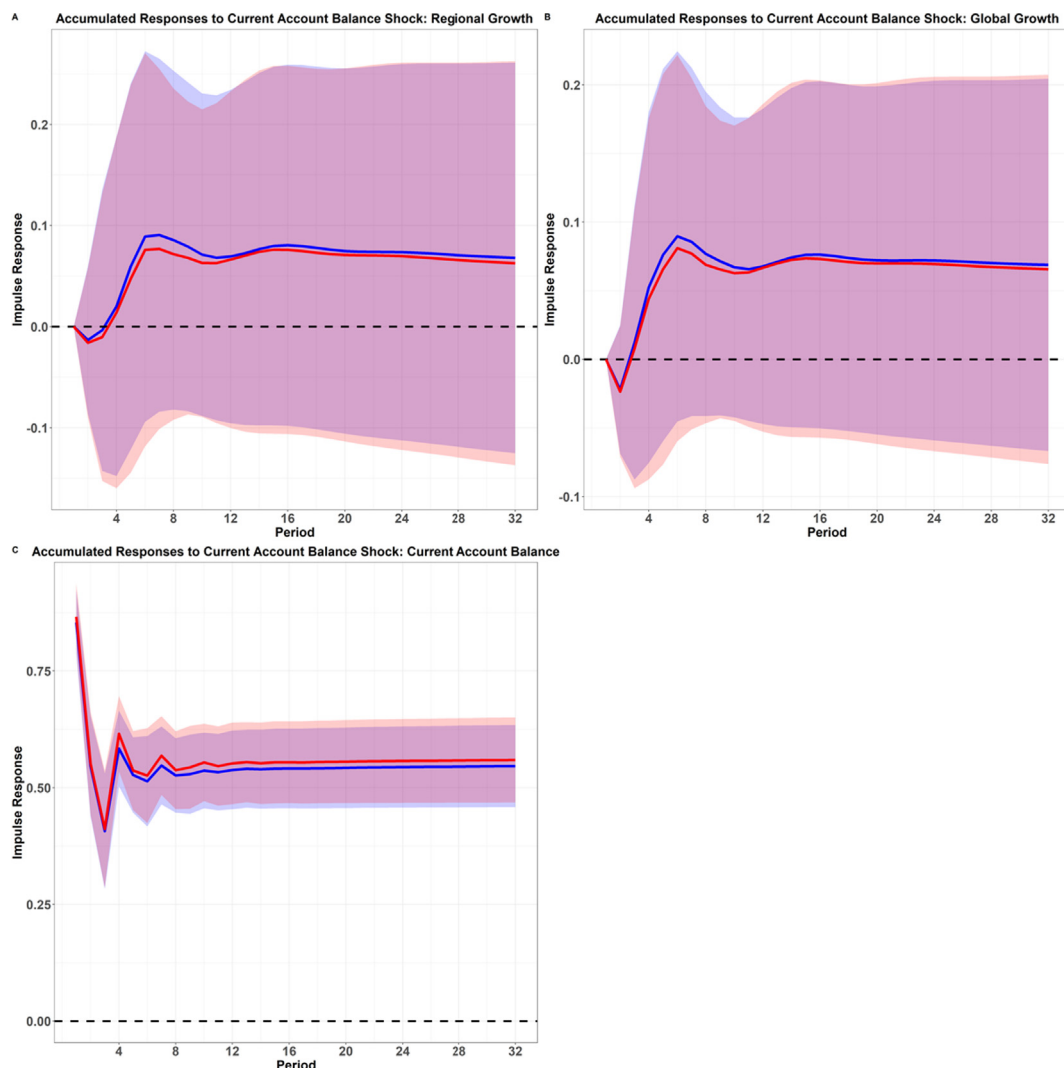 A Accumulated Responses to Current Account Balance Shock: Regional Growth
Impulse Response
0.2
0.1
0.0
-0.1
4 8 12 16 20 24 28 32
Period
B Accumulated Responses to Current Account Balance Shock: Global Growth
Impulse Response
0.2
0.1
0.0
-0.1
4 8 12 16 20 24 28 32
Period
C Accumulated Responses to Current Account Balance Shock: Current Account Balance
Impulse Response
0.75
0.50
0.25
0.00
4 8 12 16 20 24 28 32
Period